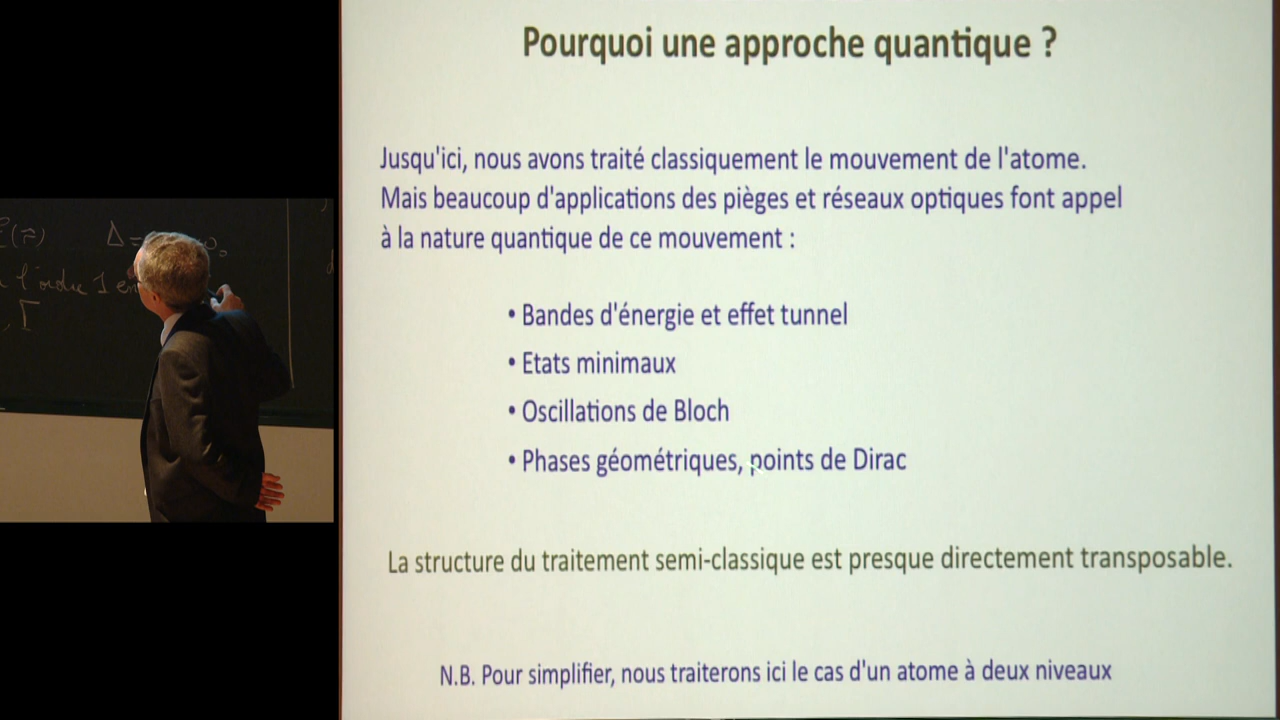 Pourquoi une approche quantique ?
Jusqu'ici, nous avons traité classiquement le mouvement de l'atome.
Mais beaucoup d'applications des pièges et réseaux optiques font appel
à la nature quantique de ce mouvement :
• Bandes d'énergie et effet tunnel
• Etats minimaux
• Oscillations de Bloch
• Phases géométriques, points de Dirac
La structure du traitement semi-classique est presque directement transposable.
N.B. Pour simplifier, nous traiterons ici le cas d'un atome à deux niveaux
Δ =
l'ordre 1 en
, Γ